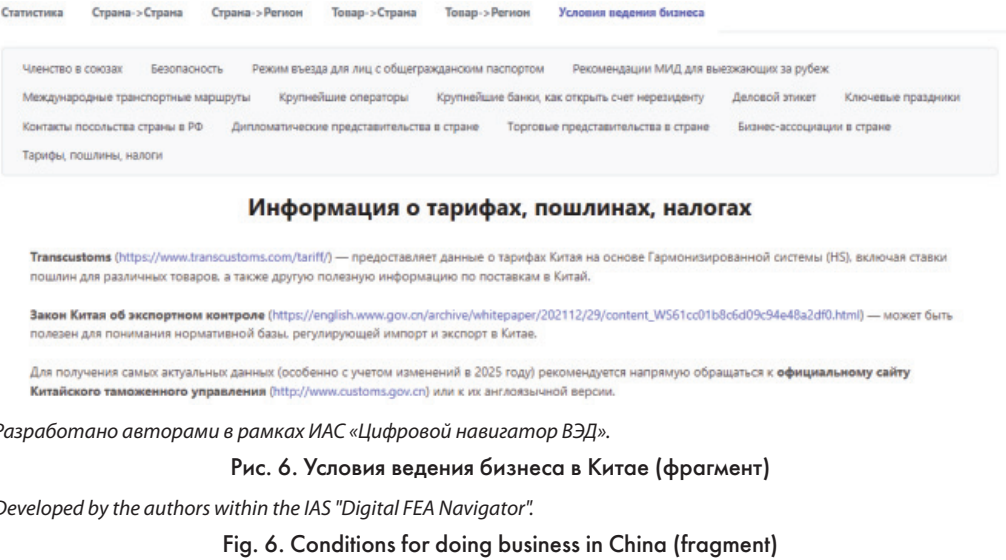 Статистика Страна->Страна Страна->Регион Товар->Страна Товар->Регион Условия ведения бизнеса
Членство в союзах Безопасность Режим въезда для лиц с общегражданским паспортом Рекомендации МИД для выезжающих за рубеж
Международные транспортные маршруты Крупнейшие операторы Крупнейшие банки, как открыть счет нерезиденту Деловой этикет Ключевые праздники
Контакты посольства страны в РФ Дипломатические представительства в стране Торговые представительства в стране Бизнес-ассоциации в стране
Тарифы, пошлины, налоги
Информация о тарифах, пошлинах, налогах
Transcustoms (https://www.transcustoms.com/tariff/) — предоставляет данные о тарифах Китая на основе Гармонизированной системы (HS), включая ставки
пошлин для различных товаров, а также другую полезную информацию по поставкам в Китай.
Закон Китая об экспортном контроле (https://english.www.gov.cn/archive/whitepaper/202112/29/content_WS61cc01b8c6d09c94e48a2df0.html) — может быть
полезен для понимания нормативной базы, регулирующей импорт и экспорт в Китае.
Для получения самых актуальных данных (особенно с учетом изменений в 2025 году) рекомендуется напрямую обращаться к официальному сайту
Китайского таможенного управления (http://www.customs.gov.cn) или к их англоязычной версии.
Разработано авторами в рамках ИАС «Цифровой навигатор ВЭД».
Рис. 6. Условия ведения бизнеса в Китае (фрагмент)
Developed by the authors within the IAS "Digital FEA Navigator".
Fig. 6. Conditions for doing business in China (fragment)